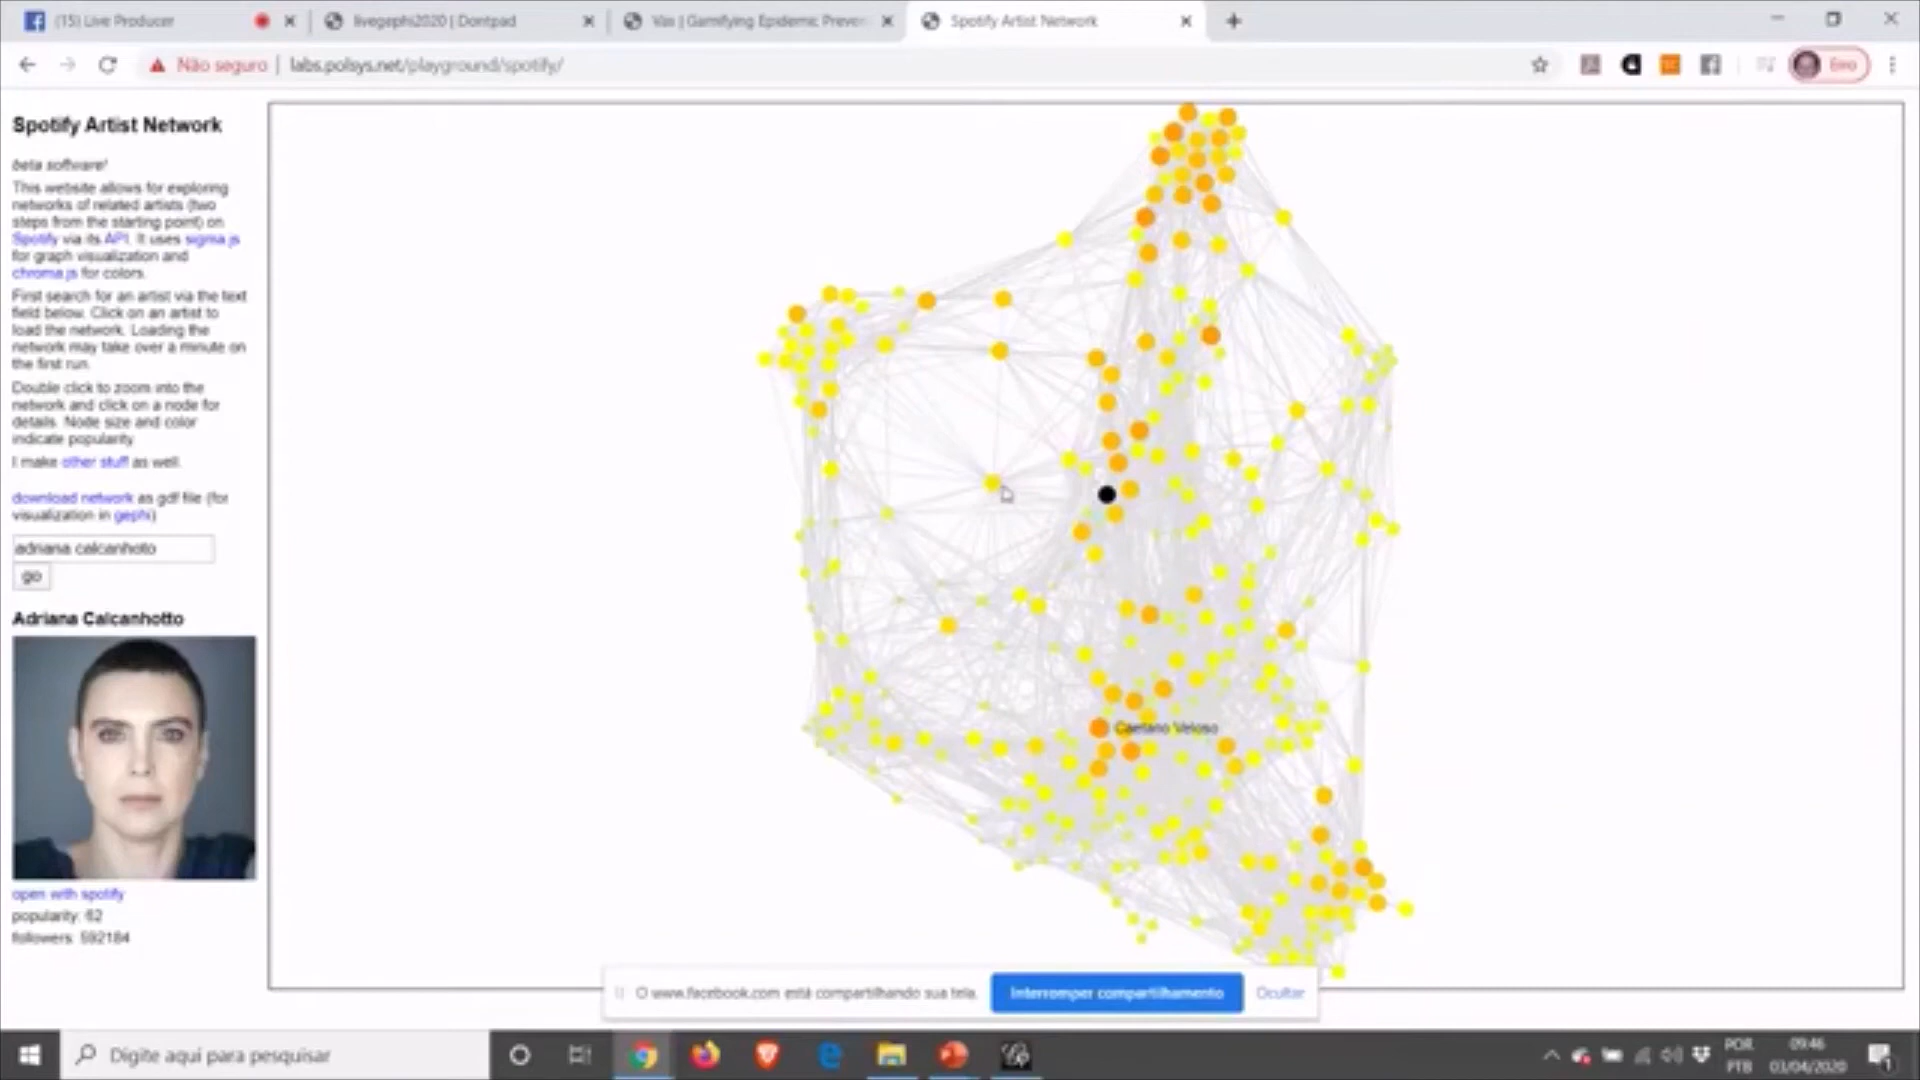 (15) Live Producer
livegephi2020 | Dontpad
Vax | Gamifying Epidemic Preven
Spotify Artist Network
Não seguro
labs.polsys.net/playground/spotify/
Erro
Spotify Artist Network
beta software!
This website allows for exploring
networks of related artists (two
steps from the starting point) on
Spotify via its API. It uses sigma js
for graph visualization and
chroma.js for colors.
First search for an artist via the text
field below. Click on an artist to
load the network. Loading the
network may take over a minute on
the first run.
Double click to zoom into the
network and click on a node for
details. Node size and color
indicate popularity.
I make other stuff as well.
download network as gdf file (for
visualization in gephi)
adriana calcanhoto
go
Adriana Calcanhotto
open with spotify
popularity: 62
followers: 592184
Caetano Veloso
O www.facebook.com está compartilhando sua tela.
Interromper compartilhamento
Ocultar
Digite aqui para pesquisar
POR
PTB
09:46
03/04/2020
1